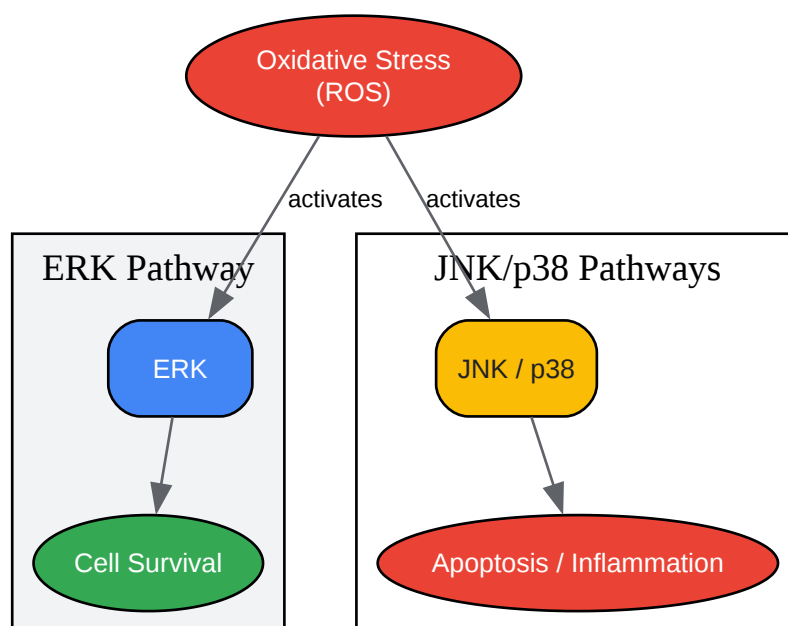 Oxidative Stress
(ROS)
activates
activates
ERK Pathway
JNK/p38 Pathways
ERK
JNK / p38
Cell Survival
Apoptosis / Inflammation